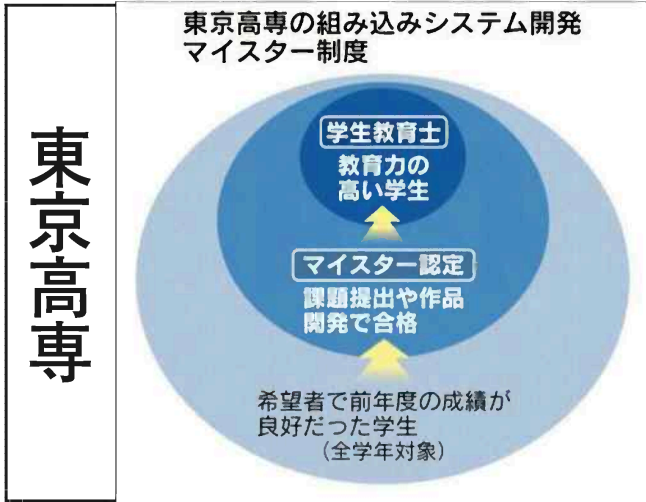 東京高専
東京高専の組み込みシステム開発
マイスター制度
学生教育士
教育力の
高い学生
マイスター認定
課題提出や作品
開発で合格
希望者で前年度の成績が
良好だった学生
(全学年対象)